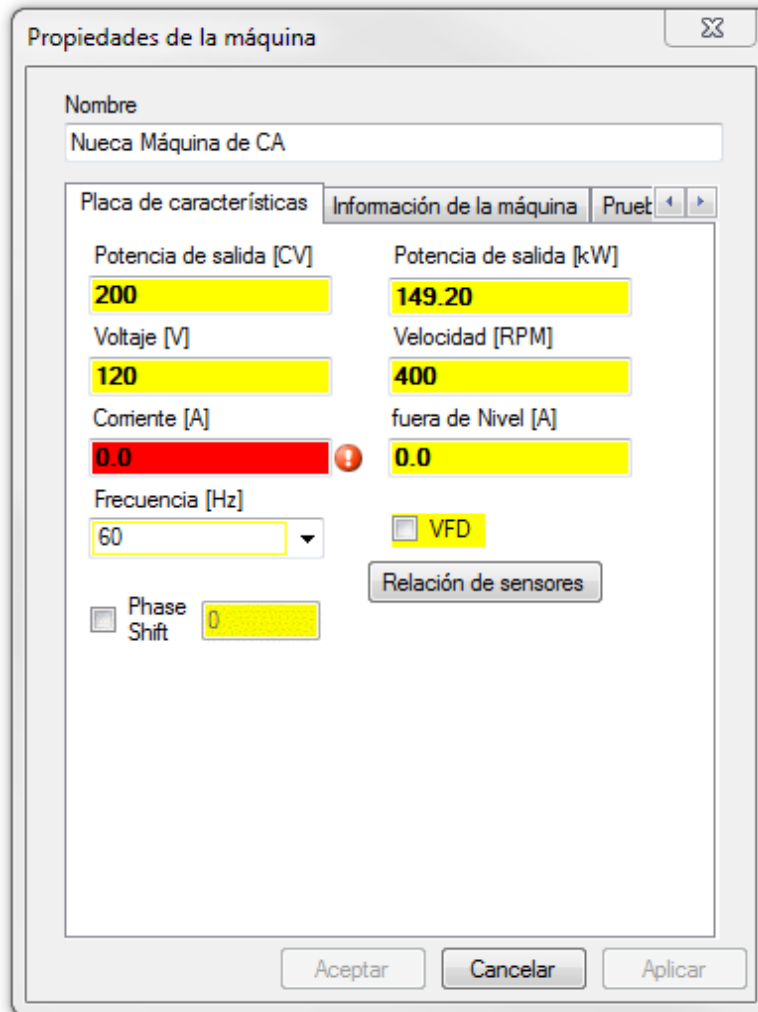 Propiedades de la máquina
Nombre
Nueca Máquina de CA
Placa de características Información de la máquina Prueb
Potencia de salida [CV] Potencia de salida [kW]
200 149.20
Voltaje [V] Velocidad [RPM]
120 400
Corriente [A] fuera de Nivel [A]
0.0 0.0
Frecuencia [Hz]
60 VFD
Relación de sensores
Phase
Shift 0
Aceptar Cancelar Aplicar